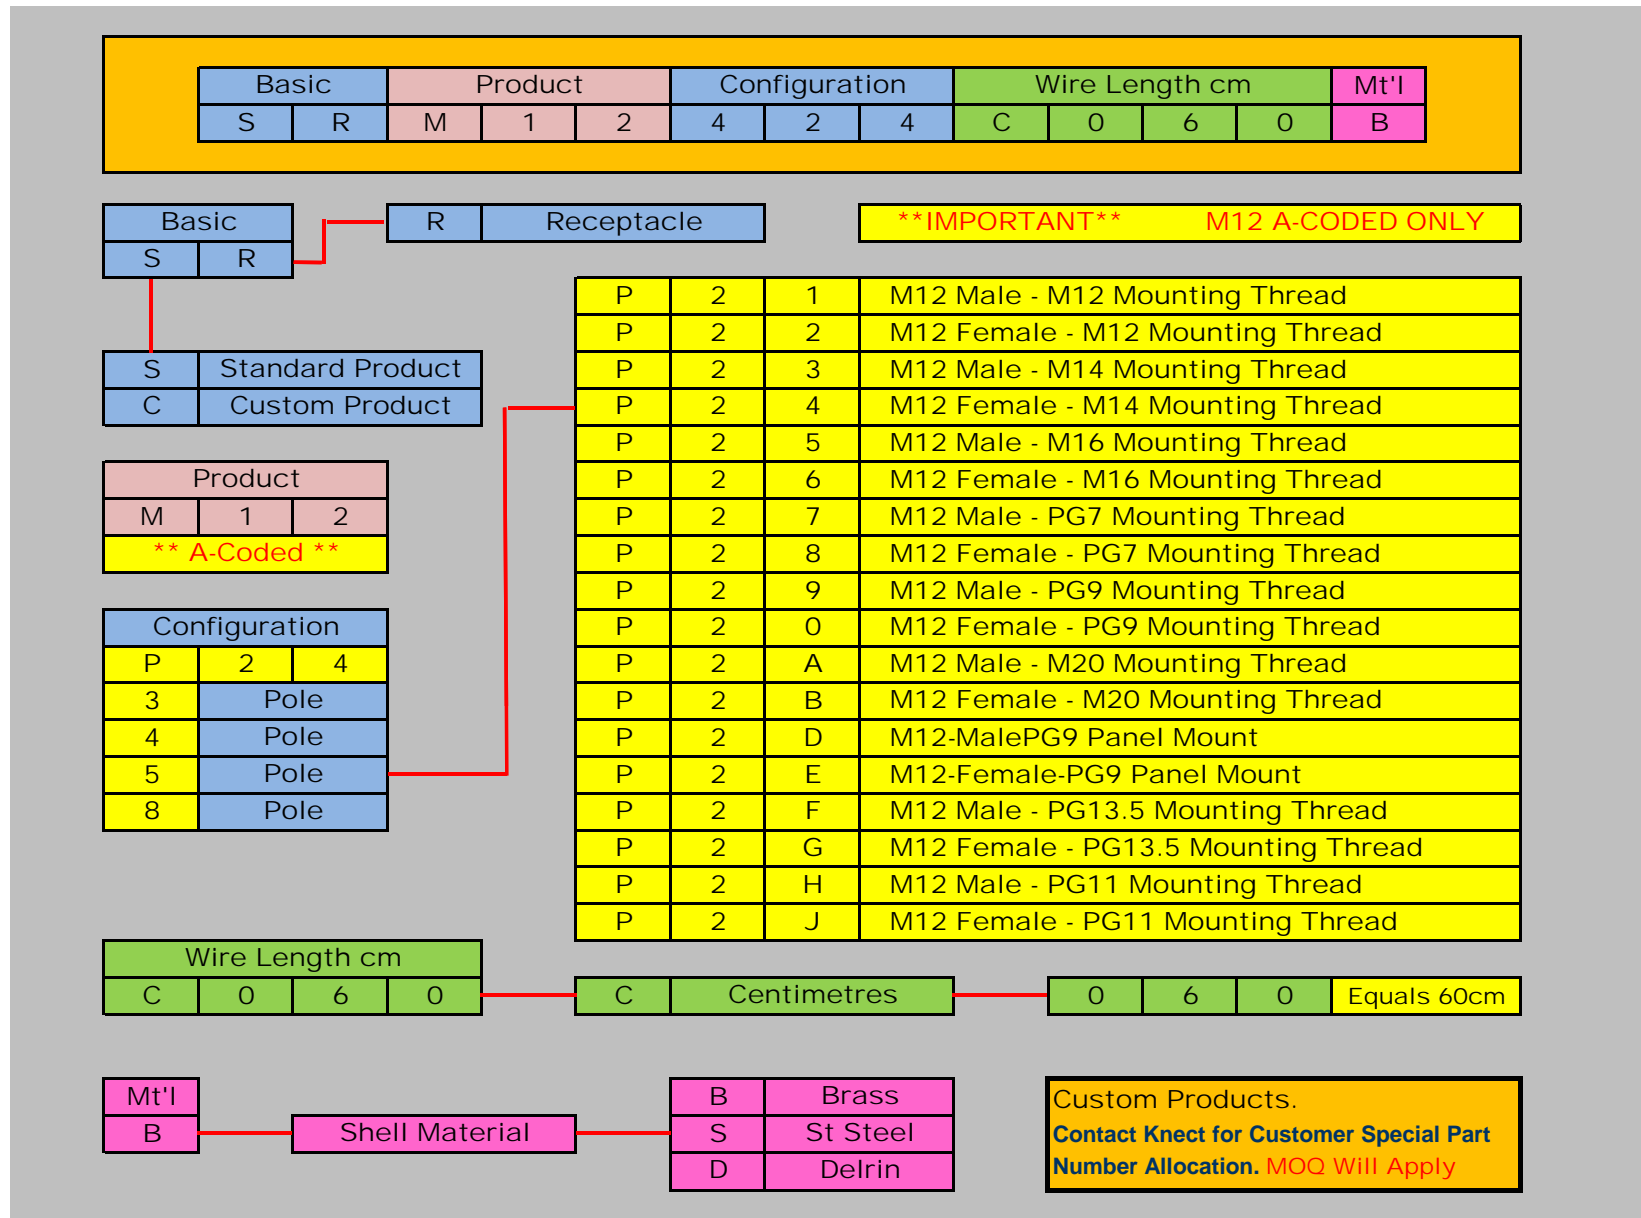 Basic Product Configuration Wire Length cm Mt'l
S R M 1 2 4 2 4 C 0 6 0 B
Basic
S R
R Receptacle
**IMPORTANT** M12 A-CODED ONLY
S Standard Product
C Custom Product
Product
M 1 2
** A-Coded **
Configuration
P 2 4
3 Pole
4 Pole
5 Pole
8 Pole
P 2 1 M12 Male - M12 Mounting Thread
P 2 2 M12 Female - M12 Mounting Thread
P 2 3 M12 Male - M14 Mounting Thread
P 2 4 M12 Female - M14 Mounting Thread
P 2 5 M12 Male - M16 Mounting Thread
P 2 6 M12 Female - M16 Mounting Thread
P 2 7 M12 Male - PG7 Mounting Thread
P 2 8 M12 Female - PG7 Mounting Thread
P 2 9 M12 Male - PG9 Mounting Thread
P 2 0 M12 Female - PG9 Mounting Thread
P 2 A M12 Male - M20 Mounting Thread
P 2 B M12 Female - M20 Mounting Thread
P 2 D M12-MalePG9 Panel Mount
P 2 E M12-Female-PG9 Panel Mount
P 2 F M12 Male - PG13.5 Mounting Thread
P 2 G M12 Female - PG13.5 Mounting Thread
P 2 H M12 Male - PG11 Mounting Thread
P 2 J M12 Female - PG11 Mounting Thread
Wire Length cm
C 0 6 0 C Centimetres 0 6 0 Equals 60cm
Mt'l
B
Shell Material
B Brass
S St Steel
D Delrin
Custom Products.
Contact Knect for Customer Special Part
Number Allocation. MOQ Will Apply